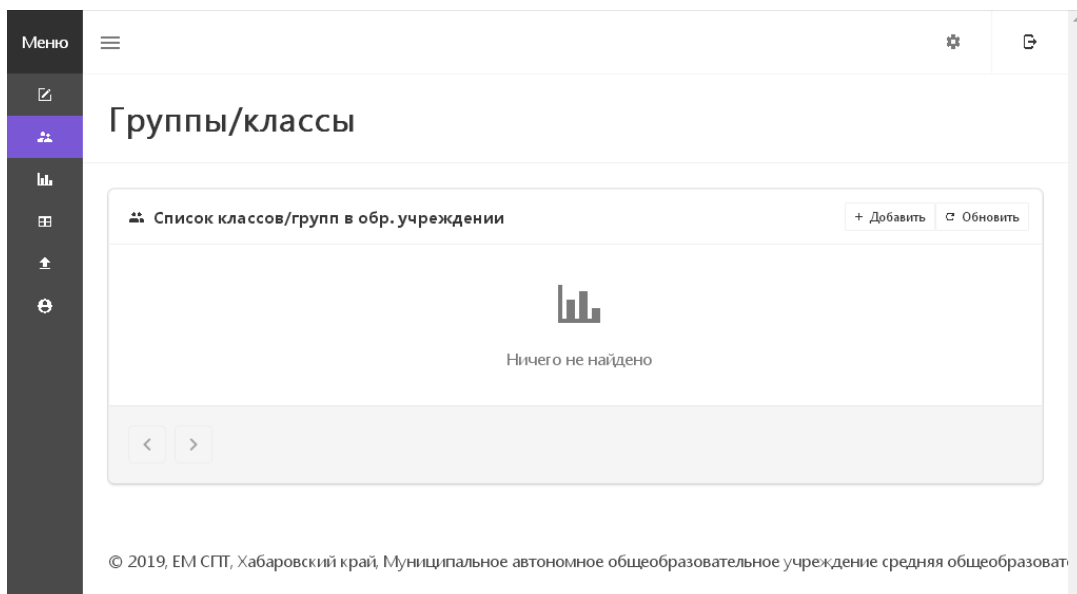 Меню
Группы/классы
Список классов/групп в обр. учреждении
+ Добавить
Обновить
Ничего не найдено
© 2019, ЕМ СПТ, Хабаровский край, Муниципальное автономное общеобразовательное учреждение средняя общеобразоват